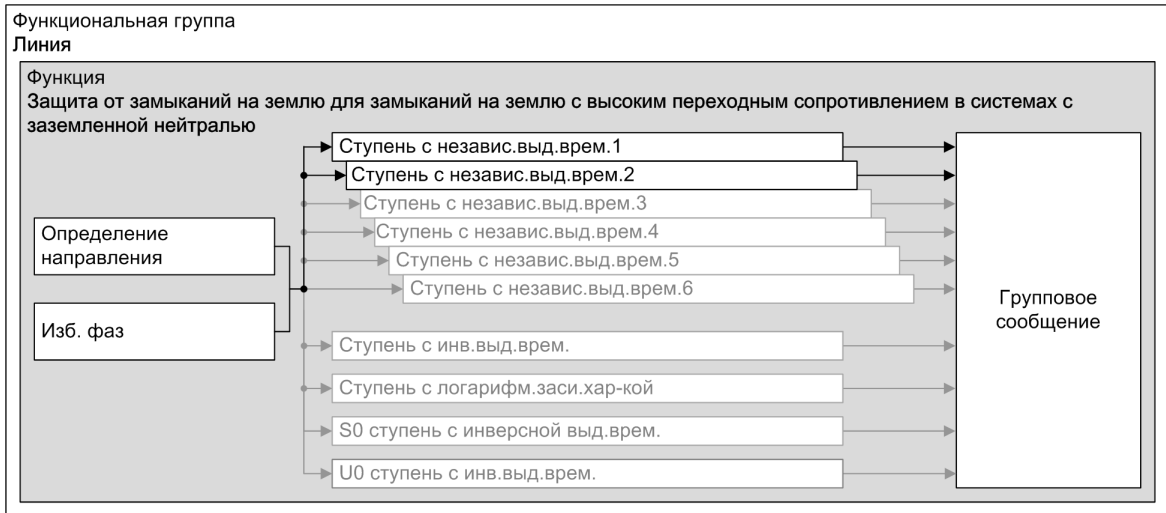 Функциональная группа
Линия
Функция
Защита от замыканий на землю для замыканий на землю с высоким переходным сопротивлением в системах с
заземленной нейтралью
Ступень с независ.выд.врем.1
Ступень с независ.выд.врем.2
Ступень с независ.выд.врем.3
Ступень с независ.выд.врем.4
Ступень с независ.выд.врем.5
Ступень с независ.выд.врем.6
Определение
направления
Изб. фаз
Ступень с инв.выд.врем.
Ступень с логарифм.заси.хар-кой
S0 ступень с инверсной выд.врем.
U0 ступень с инв.выд.врем.
Групповое
сообщение